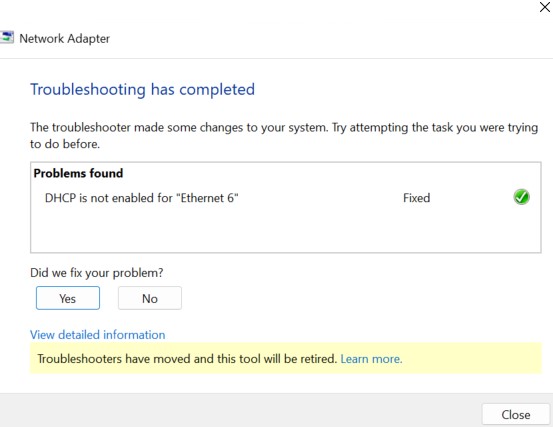 Network Adapter
Troubleshooting has completed
The troubleshooter made some changes to your system. Try attempting the task you were trying
to do before.
Problems found
DHCP is not enabled for "Ethernet 6" Fixed
Did we fix your problem?
Yes No
View detailed information
Troubleshooters have moved and this tool will be retired. Learn more.
Close